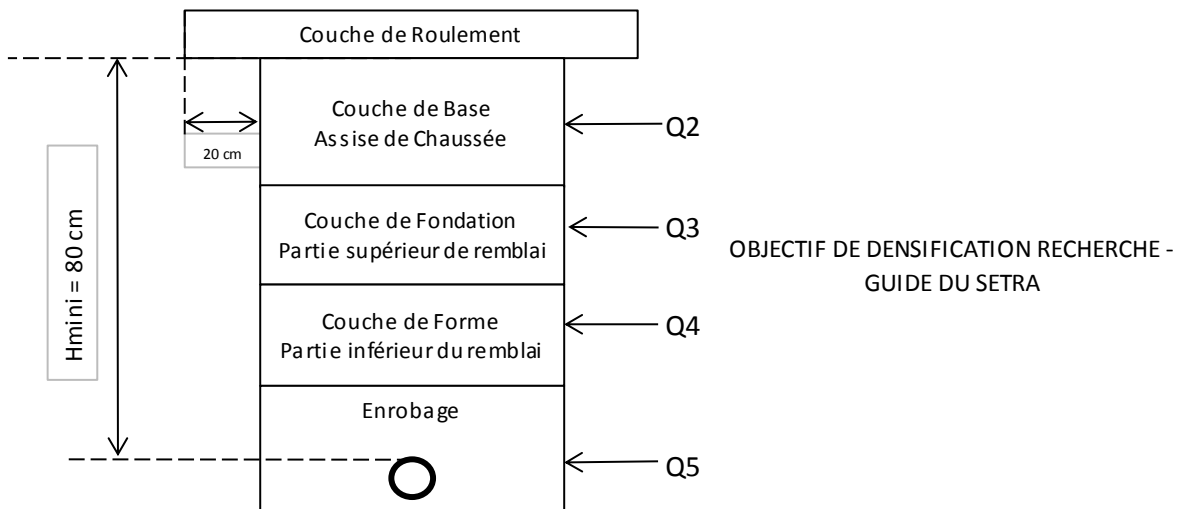 Couche de Roulement
Couche de Base
Assise de Chaussée
Q2
20 cm
Hmini = 80 cm
Couche de Fondation
Partie supérieur de remblai
Q3
OBJECTIF DE DENSIFICATION RECHERCHE -
GUIDE DU SETRA
Couche de Forme
Partie inférieur du remblai
Q4
Enrobage
Q5